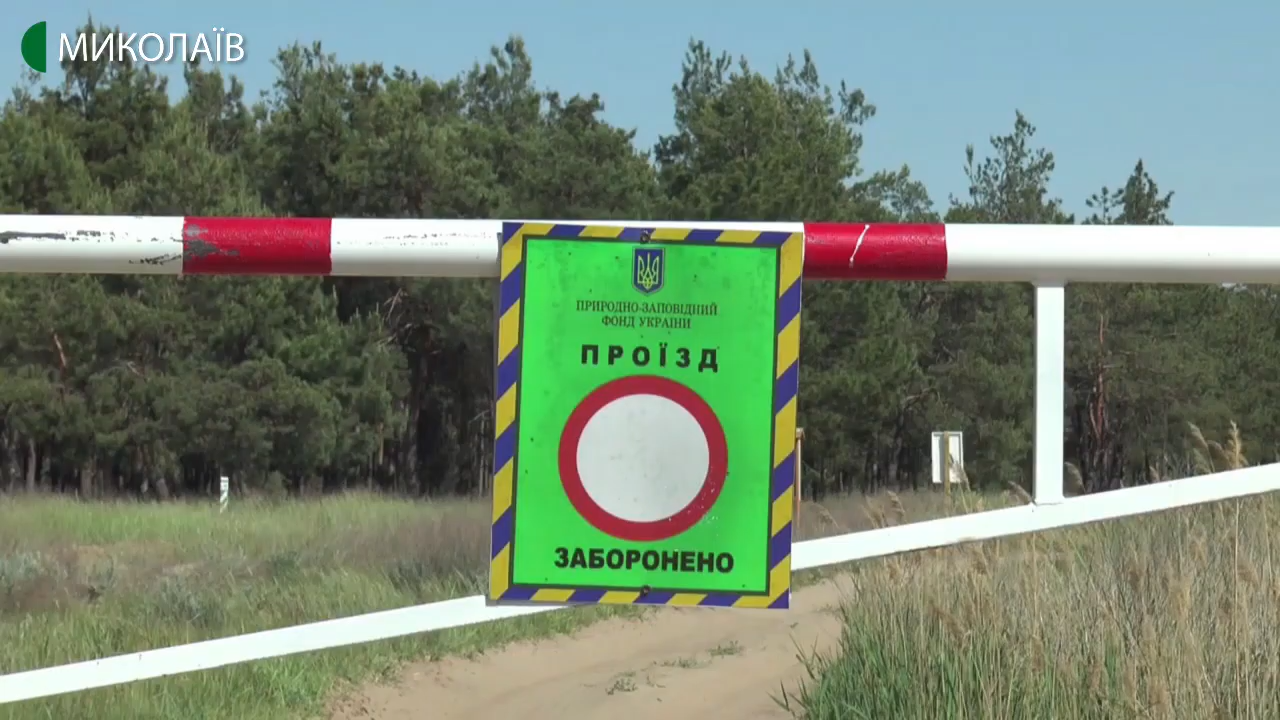 МИКОЛАЇВ
ПРИРОДНО-ЗАПОВІДНИЙ
ФОНД УКРАЇНИ
ПРОЇЗД
ЗАБОРОНЕНО